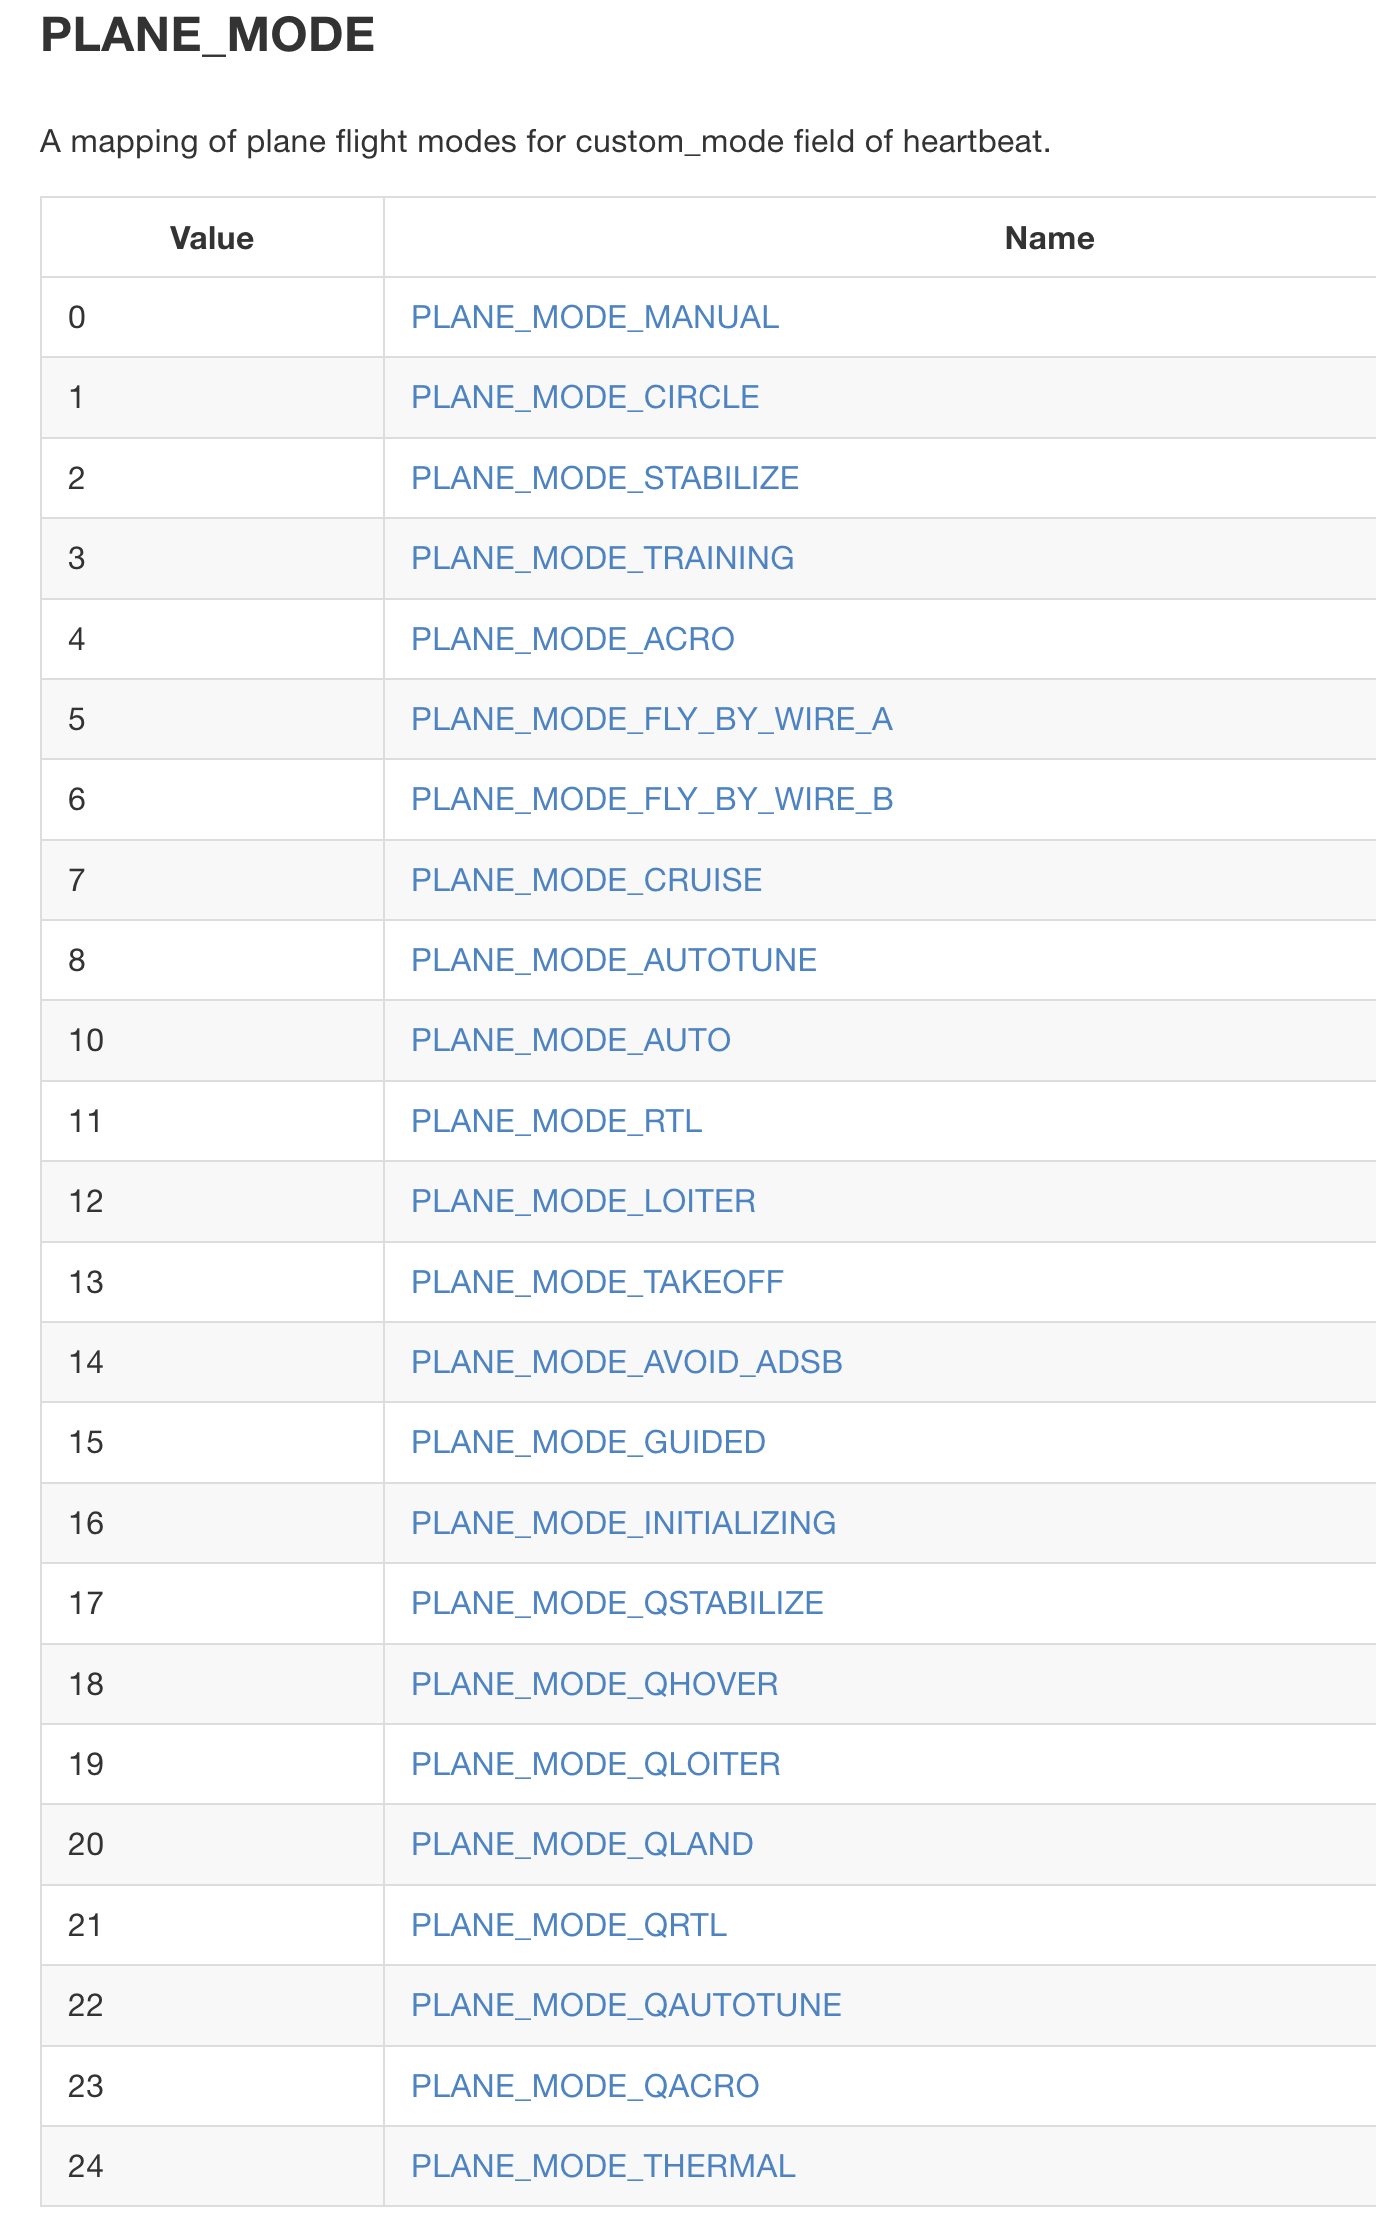 PLANE_MODE
A mapping of plane flight modes for custom_mode field of heartbeat.
Value Name
0 PLANE_MODE_MANUAL
1 PLANE_MODE_CIRCLE
2 PLANE_MODE_STABILIZE
3 PLANE_MODE_TRAINING
4 PLANE_MODE_ACRO
5 PLANE_MODE_FLY_BY_WIRE_A
6 PLANE_MODE_FLY_BY_WIRE_B
7 PLANE_MODE_CRUISE
8 PLANE_MODE_AUTOTUNE
10 PLANE_MODE_AUTO
11 PLANE_MODE_RTL
12 PLANE_MODE_LOITER
13 PLANE_MODE_TAKEOFF
14 PLANE_MODE_AVOID_ADSB
15 PLANE_MODE_GUIDED
16 PLANE_MODE_INITIALIZING
17 PLANE_MODE_QSTABILIZE
18 PLANE_MODE_QHOVER
19 PLANE_MODE_QLOITER
20 PLANE_MODE_QLAND
21 PLANE_MODE_QRTL
22 PLANE_MODE_QAUTOTUNE
23 PLANE_MODE_QACRO
24 PLANE_MODE_THERMAL